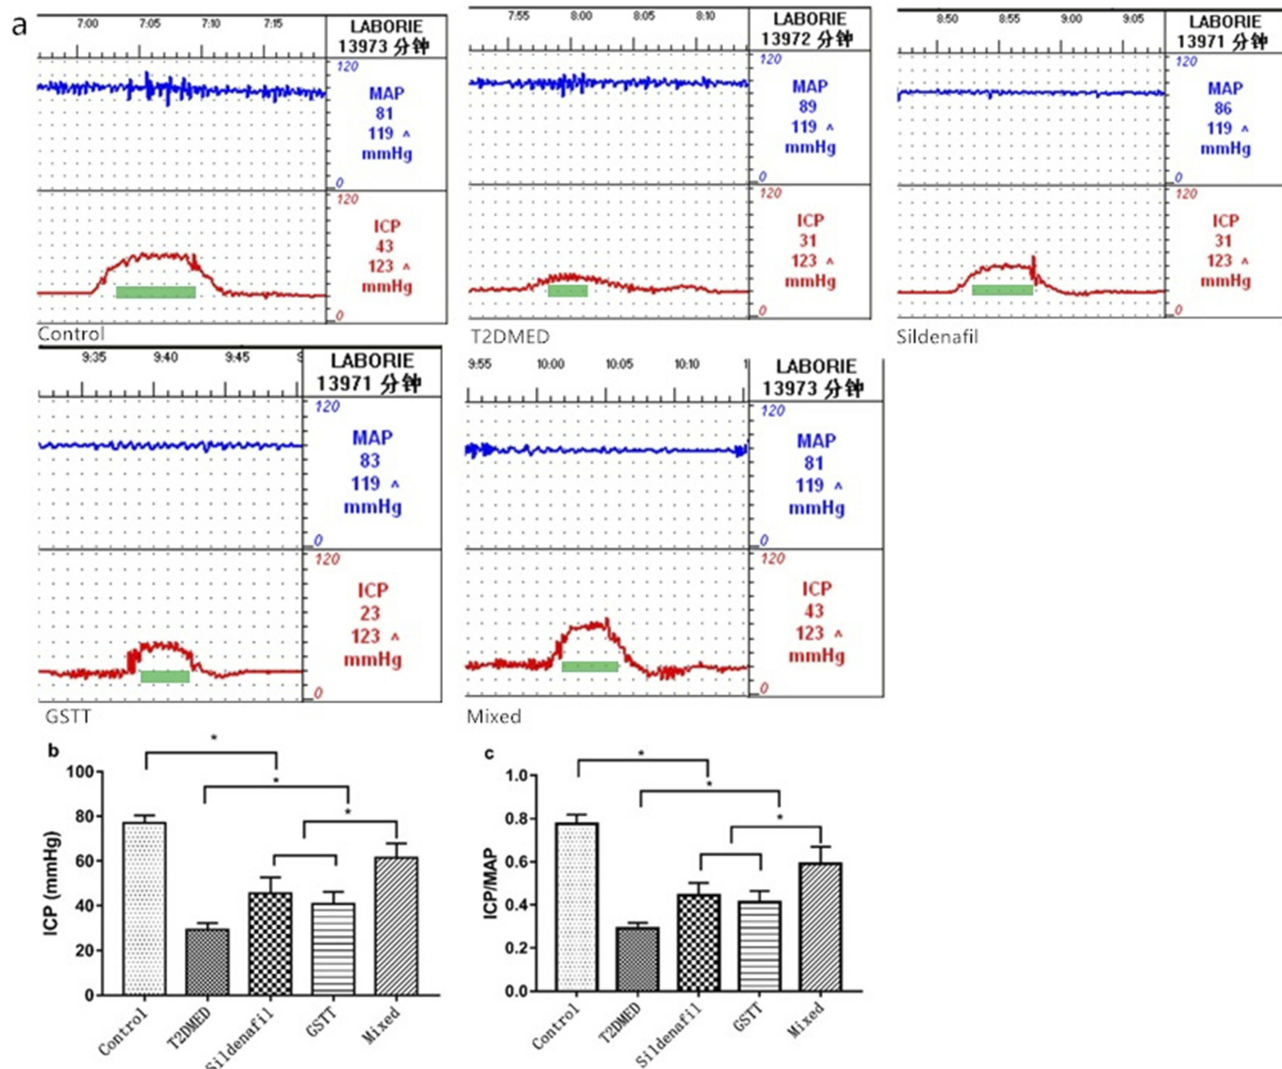 a
7:00 7:05 7:10 7:15
LABORIE
13973 分钟
120
MAP
81
119 ^
mmHg
0
120
ICP
43
123 ^
mmHg
0
Control
7:55 8:00 8:05 8:10
LABORIE
13972 分钟
120
MAP
89
119 ^
mmHg
0
120
ICP
31
123 ^
mmHg
0
T2DMED
8:50 8:55 9:00 9:05
LABORIE
13971 分钟
120
MAP
86
119 ^
mmHg
0
120
ICP
31
123 ^
mmHg
0
Sildenafil
9:35 9:40 9:45
LABORIE
13971 分钟
120
MAP
83
119 ^
mmHg
0
120
ICP
23
123 ^
mmHg
0
GSTT
9:55 10:00 10:05 10:10
LABORIE
13973 分钟
120
MAP
81
119 ^
mmHg
0
120
ICP
43
123 ^
mmHg
0
Mixed
b
ICP (mmHg)
100
80
60
40
20
0
*
*
*
Control T2DMED Sildenafil GSTT Mixed
c
ICP/MAP
1.0
0.8
0.6
0.4
0.2
0.0
*
*
*
Control T2DMED Sildenafil GSTT Mixed